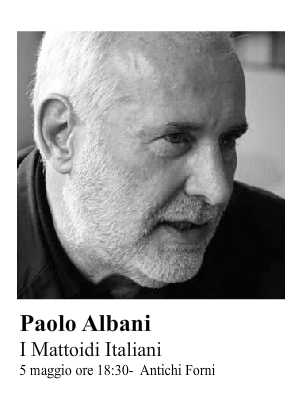 Paolo Albani
I Mattoidi Italiani
5 maggio ore 18:30- Antichi Forni